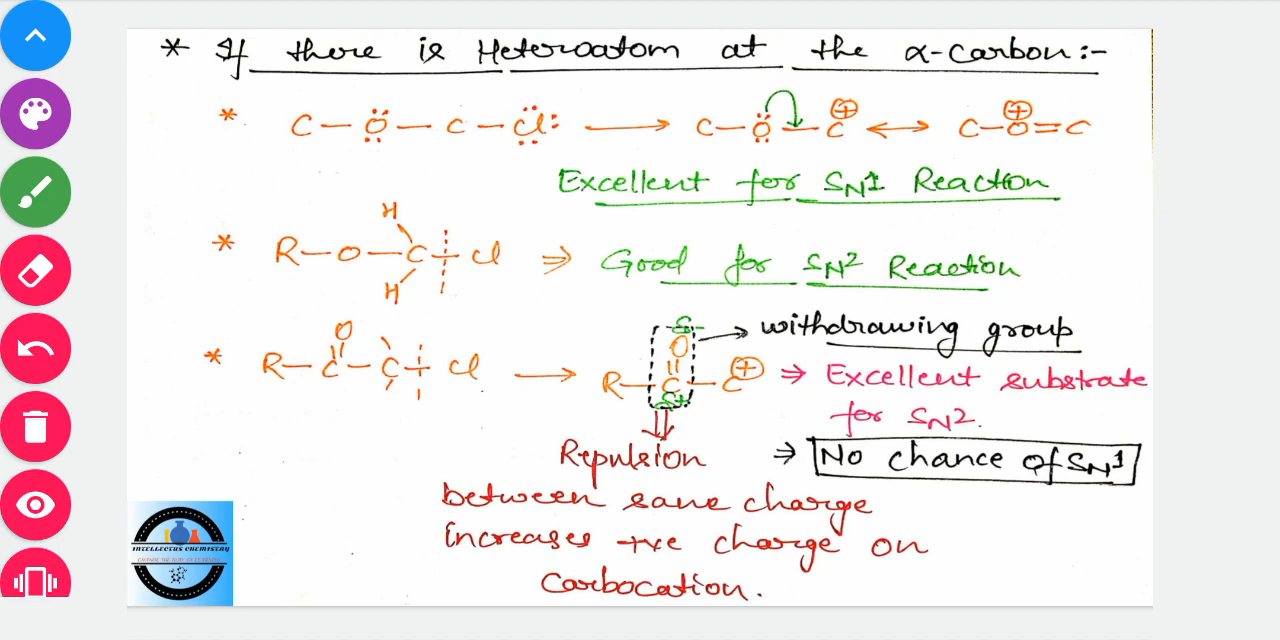 * If there is Heteroatom at the α-Carbon:-
* C-Ö-C-Cl: ⟶ C-Ö-C⊕ ⟷ C-O⊕=C
Excellent for SN1 Reaction
H
* R-O-C-Cl ⇒ Good for SN2 Reaction
H
δ- → withdrawing group
O O
* R-C-C-Cl ⟶ R-C-C⊕ ⇒ Excellent substrate
δ+ for SN2.
Repulsion ⇒ No chance of SN1
between same charge
increases +ve charge on
Carbocation.
INTELLECTUS CHEMISTRY